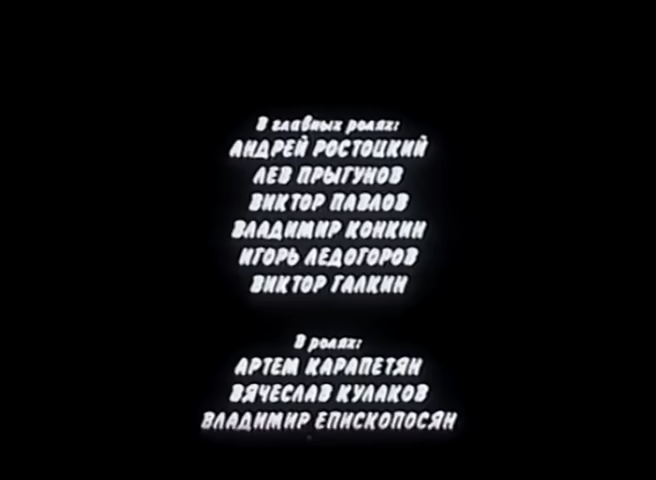 В главных ролях:
АНДРЕЙ РОСТОЦКИЙ
ЛЕВ ПРЫГУНОВ
ВИКТОР ПАВЛОВ
ВЛАДИМИР КОНКИН
ИГОРЬ ЛЕДОГОРОВ
ВИКТОР ГАЛКИН
В ролях:
АРТЕМ КАРАПЕТЯН
ВЯЧЕСЛАВ КУЛАКОВ
ВЛАДИМИР ЕПИСКОПОСЯН